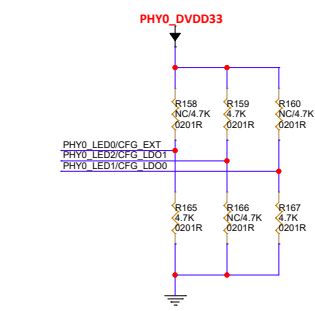 PHY0_DVDD33
R158 R159 R160
NC/4.7K 4.7K NC/4.7K
0201R 0201R 0201R
PHY0_LED0/CFG_EXT
PHY0_LED2/CFG_LDO1
PHY0_LED1/CFG_LDO0
R165 R166 R167
4.7K NC/4.7K 4.7K
0201R 0201R 0201R